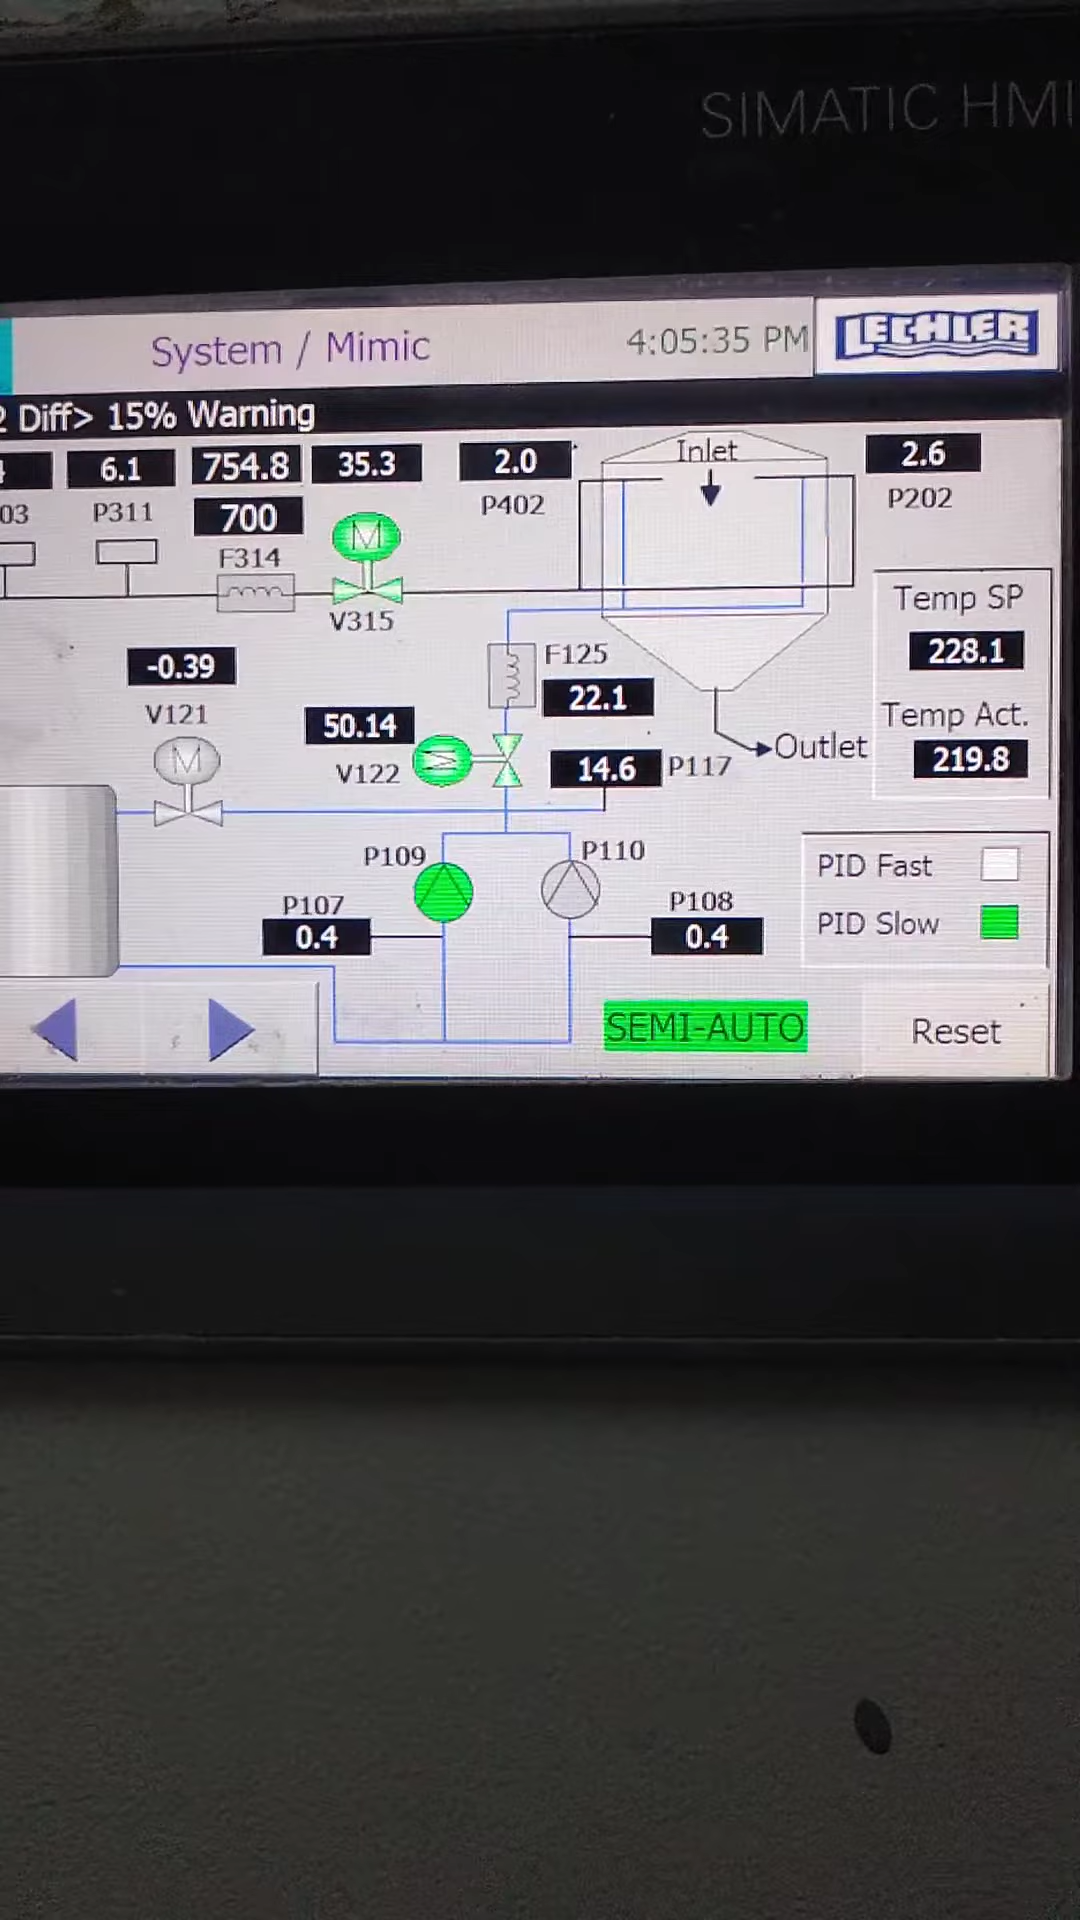 SIMATIC HMI
System / Mimic
4:05:35 PM
LECHLER
2 Diff> 15% Warning
6.1
754.8
35.3
2.0
Inlet
2.6
03
P311
700
P402
P202
F314
M
V315
Temp SP
228.1
-0.39
F125
22.1
V121
50.14
Temp Act.
219.8
M
V122
M
14.6
P117
Outlet
P109
P110
PID Fast
P107
0.4
P108
0.4
PID Slow
SEMI-AUTO
Reset